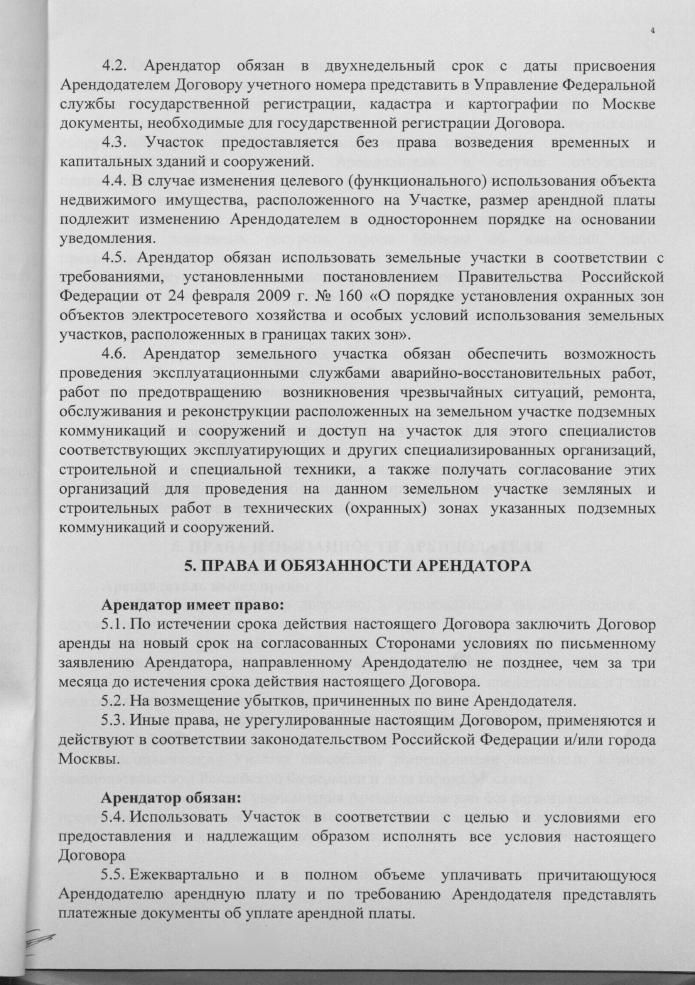 4
4.2. Арендатор обязан в двухнедельный срок с даты присвоения
Арендодателем Договору учетного номера представить в Управление Федеральной
службы государственной регистрации, кадастра и картографии по Москве
документы, необходимые для государственной регистрации Договора.
4.3. Участок предоставляется без права возведения временных и
капитальных зданий и сооружений.
4.4. В случае изменения целевого (функционального) использования объекта
недвижимого имущества, расположенного на Участке, размер арендной платы
подлежит изменению Арендодателем в одностороннем порядке на основании
уведомления.
4.5. Арендатор обязан использовать земельные участки в соответствии с
требованиями, установленными постановлением Правительства Российской
Федерации от 24 февраля 2009 г. № 160 «О порядке установления охранных зон
объектов электросетевого хозяйства и особых условий использования земельных
участков, расположенных в границах таких зон».
4.6. Арендатор земельного участка обязан обеспечить возможность
проведения эксплуатационными службами аварийно-восстановительных работ,
работ по предотвращению возникновения чрезвычайных ситуаций, ремонта,
обслуживания и реконструкции расположенных на земельном участке подземных
коммуникаций и сооружений и доступ на участок для этого специалистов
соответствующих эксплуатирующих и других специализированных организаций,
строительной и специальной техники, а также получать согласование этих
организаций для проведения на данном земельном участке земляных и
строительных работ в технических (охранных) зонах указанных подземных
коммуникаций и сооружений.
5. ПРАВА И ОБЯЗАННОСТИ АРЕНДАТОРА
Арендатор имеет право:
5.1. По истечении срока действия настоящего Договора заключить Договор
аренды на новый срок на согласованных Сторонами условиях по письменному
заявлению Арендатора, направленному Арендодателю не позднее, чем за три
месяца до истечения срока действия настоящего Договора.
5.2. На возмещение убытков, причиненных по вине Арендодателя.
5.3. Иные права, не урегулированные настоящим Договором, применяются и
действуют в соответствии законодательством Российской Федерации и/или города
Москвы.
Арендатор обязан:
5.4. Использовать Участок в соответствии с целью и условиями его
предоставления и надлежащим образом исполнять все условия настоящего
Договора
5.5. Ежеквартально и в полном объеме уплачивать причитающуюся
Арендодателю арендную плату и по требованию Арендодателя представлять
платежные документы об уплате арендной платы.